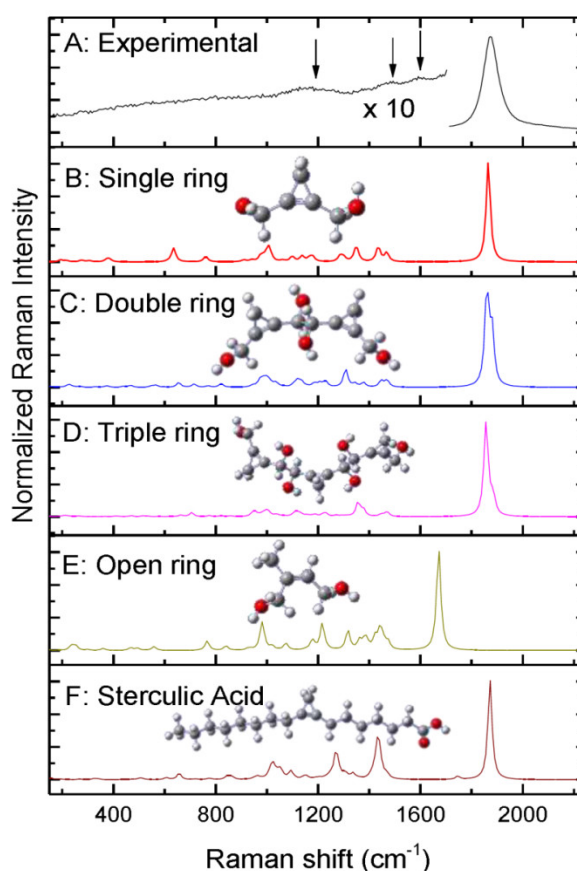 A: Experimental
x 10
B: Single ring
C: Double ring
D: Triple ring
E: Open ring
F: Sterculic Acid
Normalized Raman Intensity
400 800 1200 1600 2000
Raman shift (cm⁻¹)